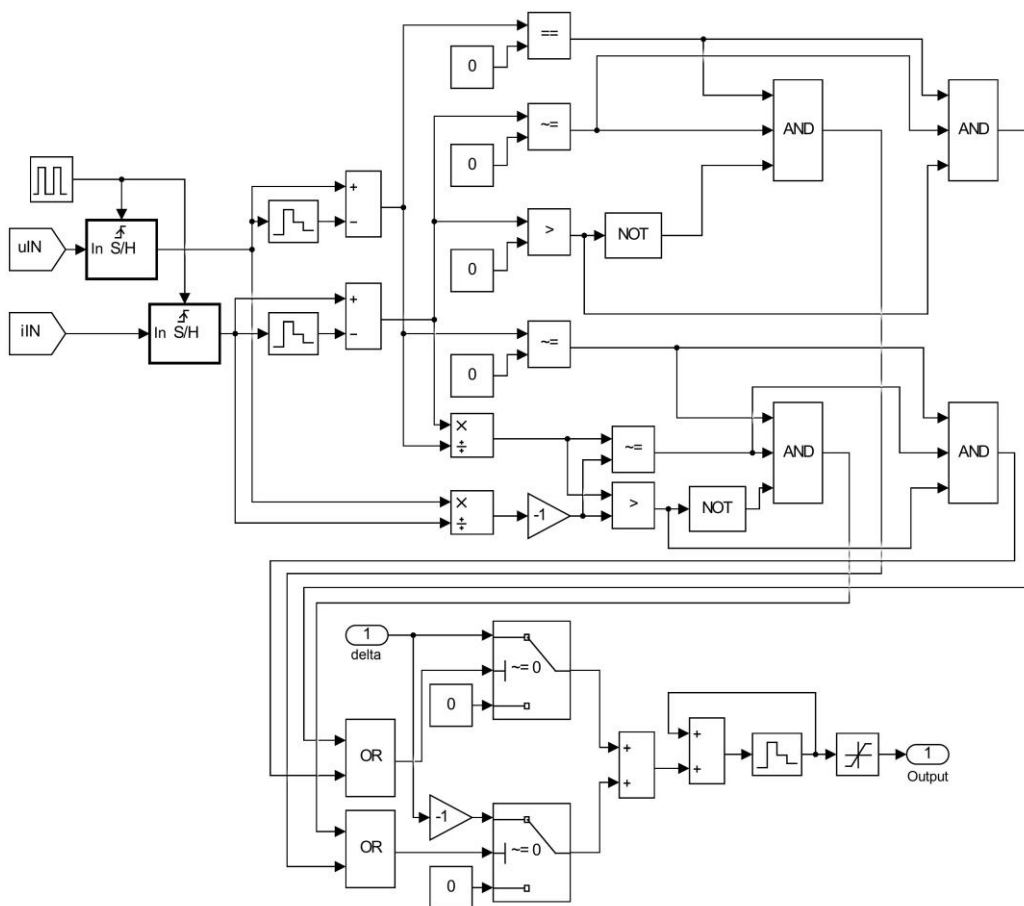 ==
0
AND
AND
~=
0
uIN
In S/H
+
−
>
NOT
0
iIN
In S/H
+
−
~=
0
×
÷
~=
AND
AND
×
÷
-1
>
NOT
1
delta
~= 0
0
OR
+
+
+
+
1
Output
-1
OR
~= 0
0